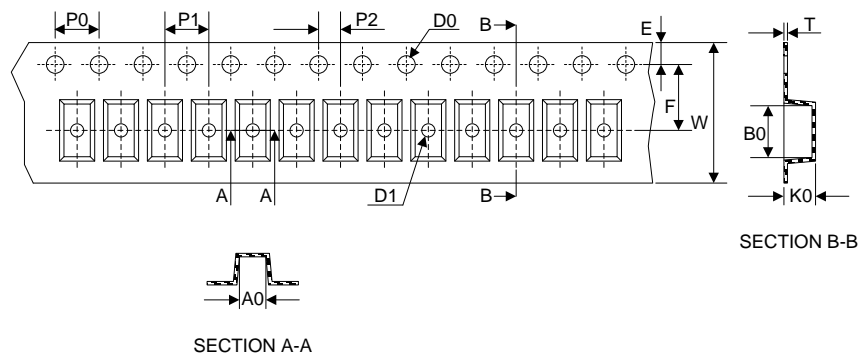 P0 P1 P2 D0 B E T
F W
B0
A A D1 B K0
SECTION B-B
A0
SECTION A-A